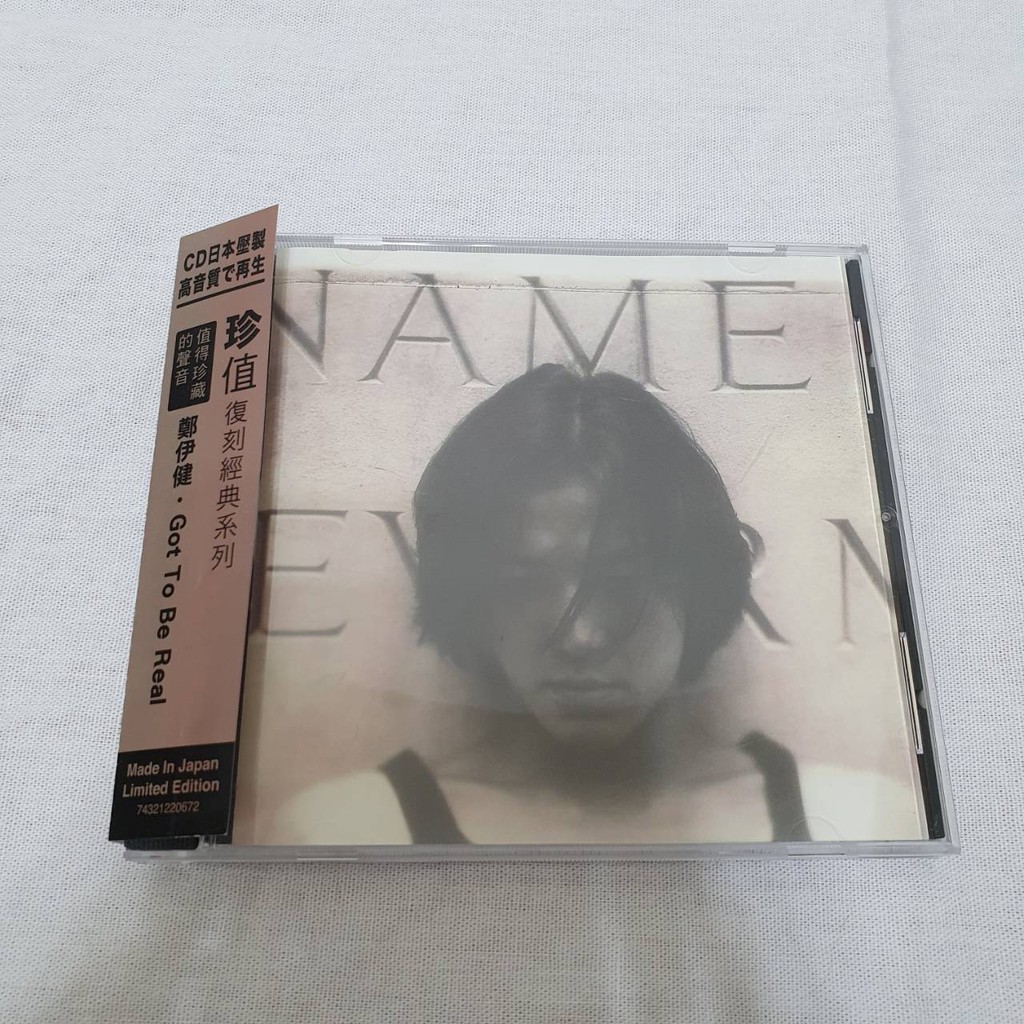 CD日本壓製
高音質で再生
珍值復刻經典系列
值得珍藏
的聲音
鄭伊健・Got To Be Real
Made In Japan
Limited Edition
74321220672
NAME